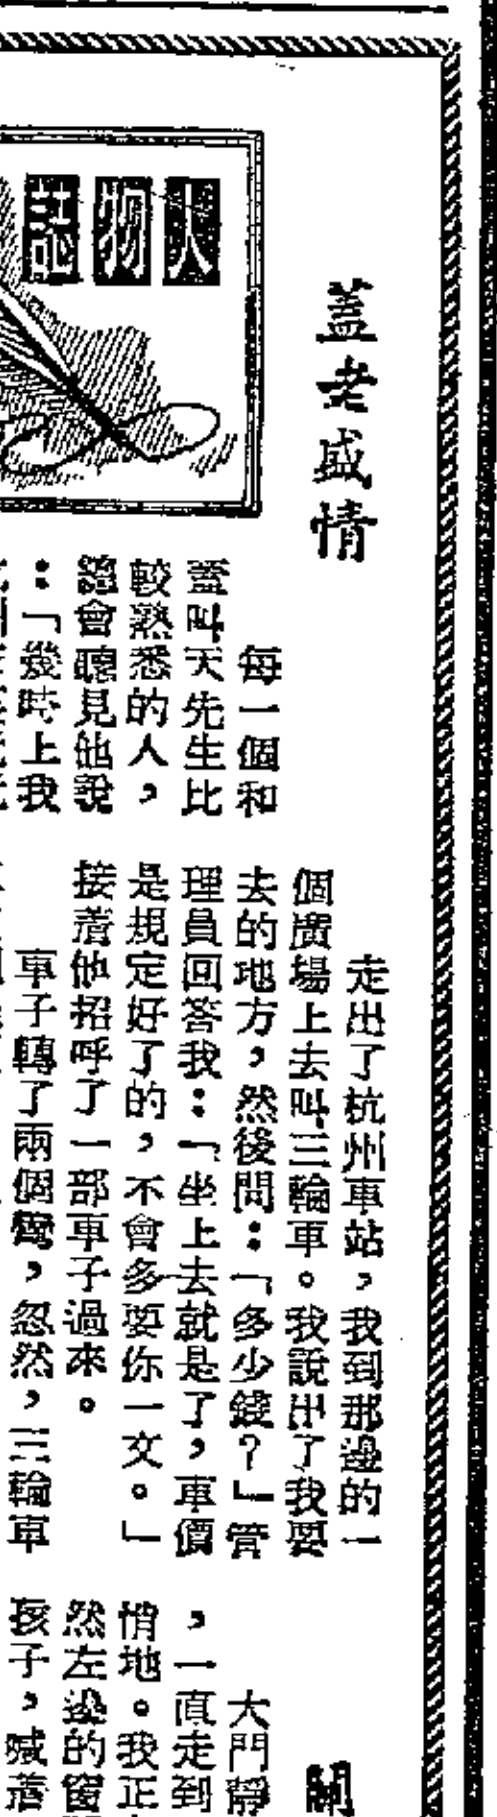 人物誌
蓋老盛情
每一個和
蓋叫天先生比
較熟悉的人，
總會聽見他說
：「幾時上我
走出了杭州車站，我到那邊的一
個廣場上去叫三輪車。我說出了我要
去的地方，然後問：「多少錢？」管
理員回答我：「坐上去就是了，車價
是規定好了的，不會多要你一文。」
接着他招呼了一部車子過來。
車子轉了兩個彎，忽然，三輪車
大門靜
，一直走到
悄地。我正
然左邊的窗
孩子，喊着